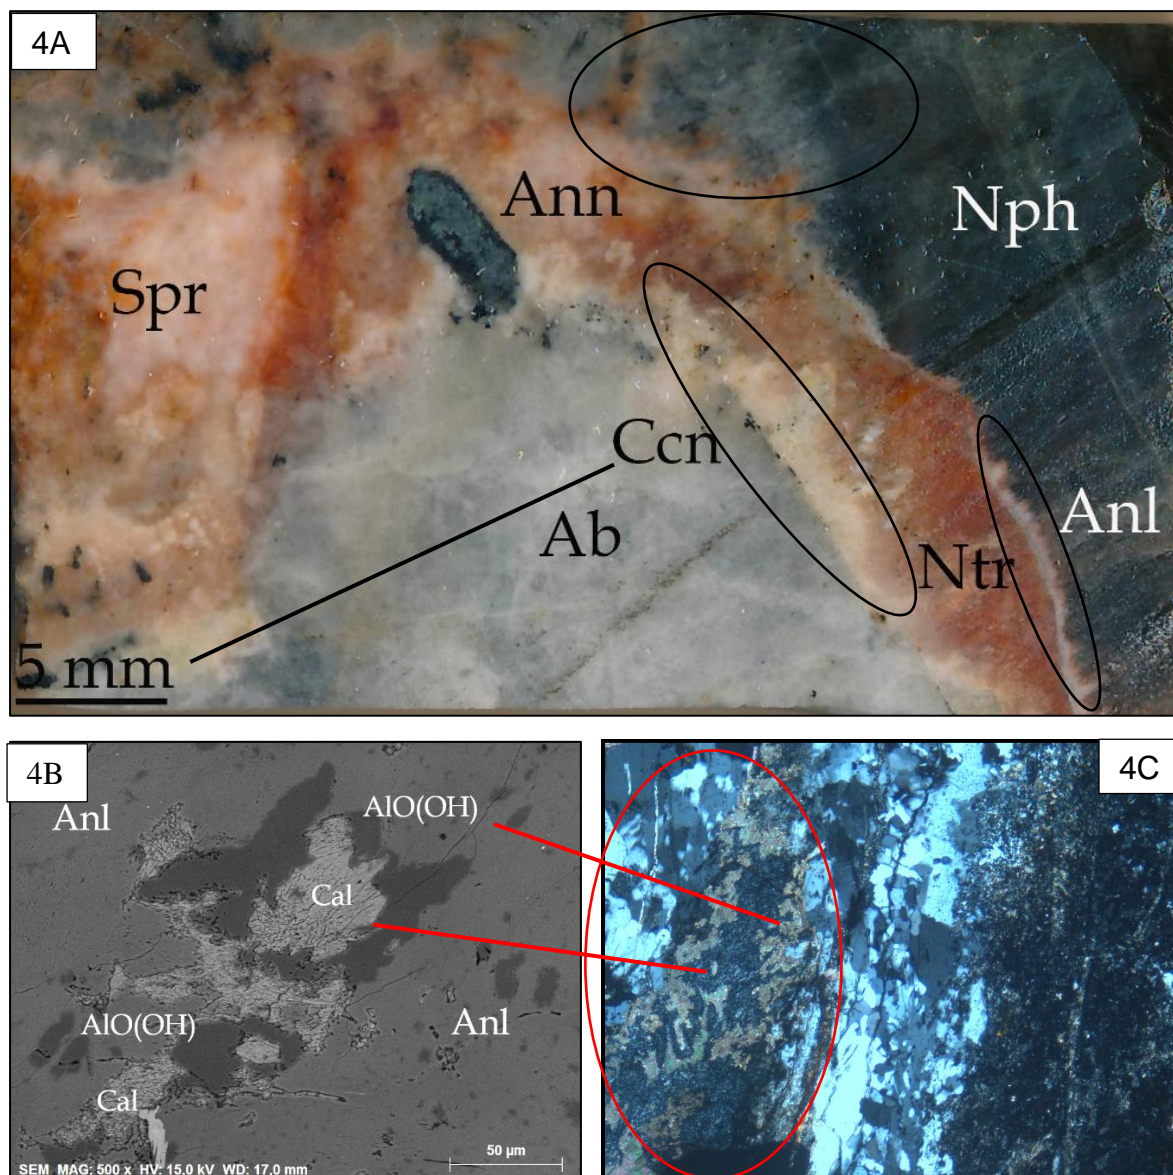 4A
Ann
Nph
Spr
Ccn
Anl
Ab
Ntr
5 mm
4B
4C
Anl
AlO(OH)
Cal
AlO(OH)
Anl
Cal
SEM MAG: 500 x HV: 15.0 kV WD: 17.0 mm
50 µm